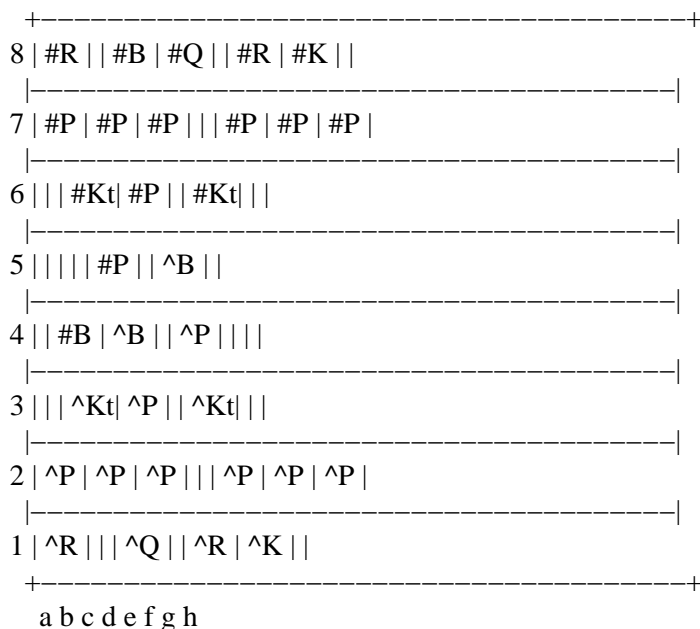 +---------------------------------------+
8 | #R | | #B | #Q | | #R | #K | |
|---------------------------------------|
7 | #P | #P | #P | | | #P | #P | #P |
|---------------------------------------|
6 | | | #Kt| #P | | #Kt| | |
|---------------------------------------|
5 | | | | | #P | | ^B | |
|---------------------------------------|
4 | | #B | ^B | | ^P | | | |
|---------------------------------------|
3 | | | ^Kt| ^P | | ^Kt| | |
|---------------------------------------|
2 | ^P | ^P | ^P | | | ^P | ^P | ^P |
|---------------------------------------|
1 | ^R | | | ^Q | | ^R | ^K | |
+---------------------------------------+
a b c d e f g h